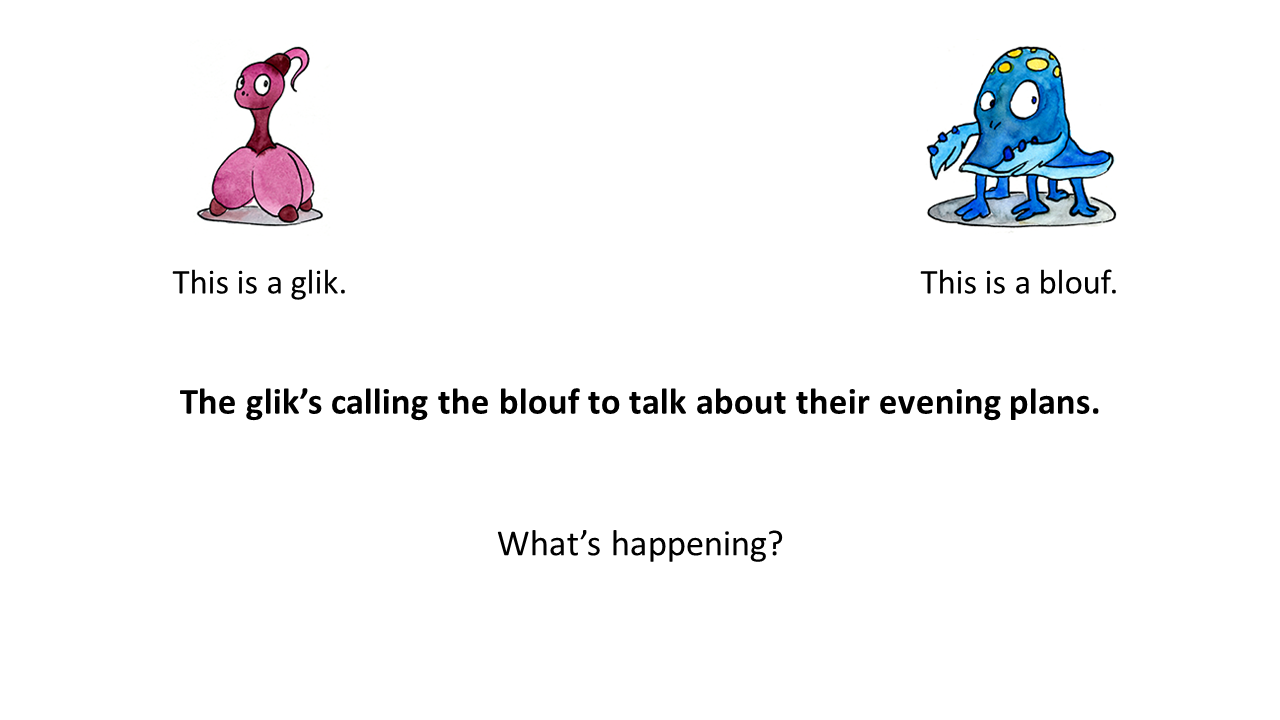 This is a glik.
This is a blouf.
The glik’s calling the blouf to talk about their evening plans.
What’s happening?